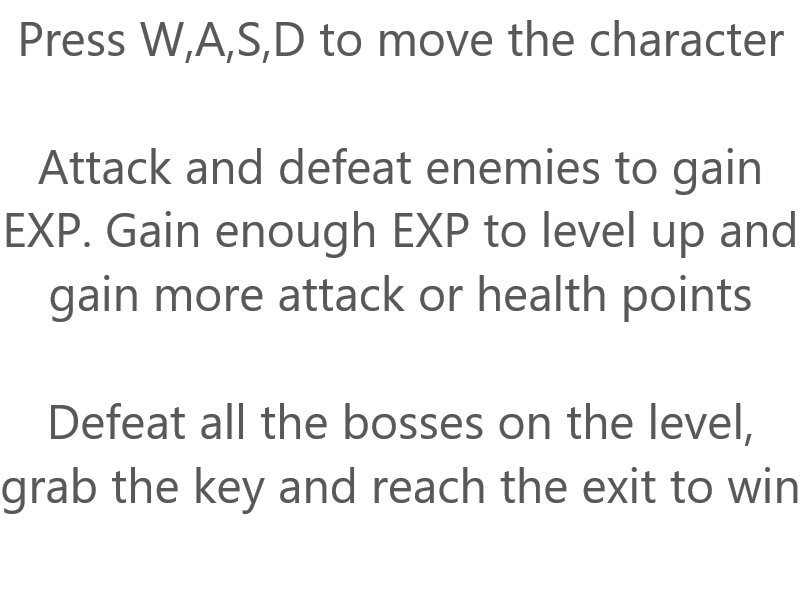 Press W,A,S,D to move the character
Attack and defeat enemies to gain
EXP. Gain enough EXP to level up and
gain more attack or health points
Defeat all the bosses on the level,
grab the key and reach the exit to win